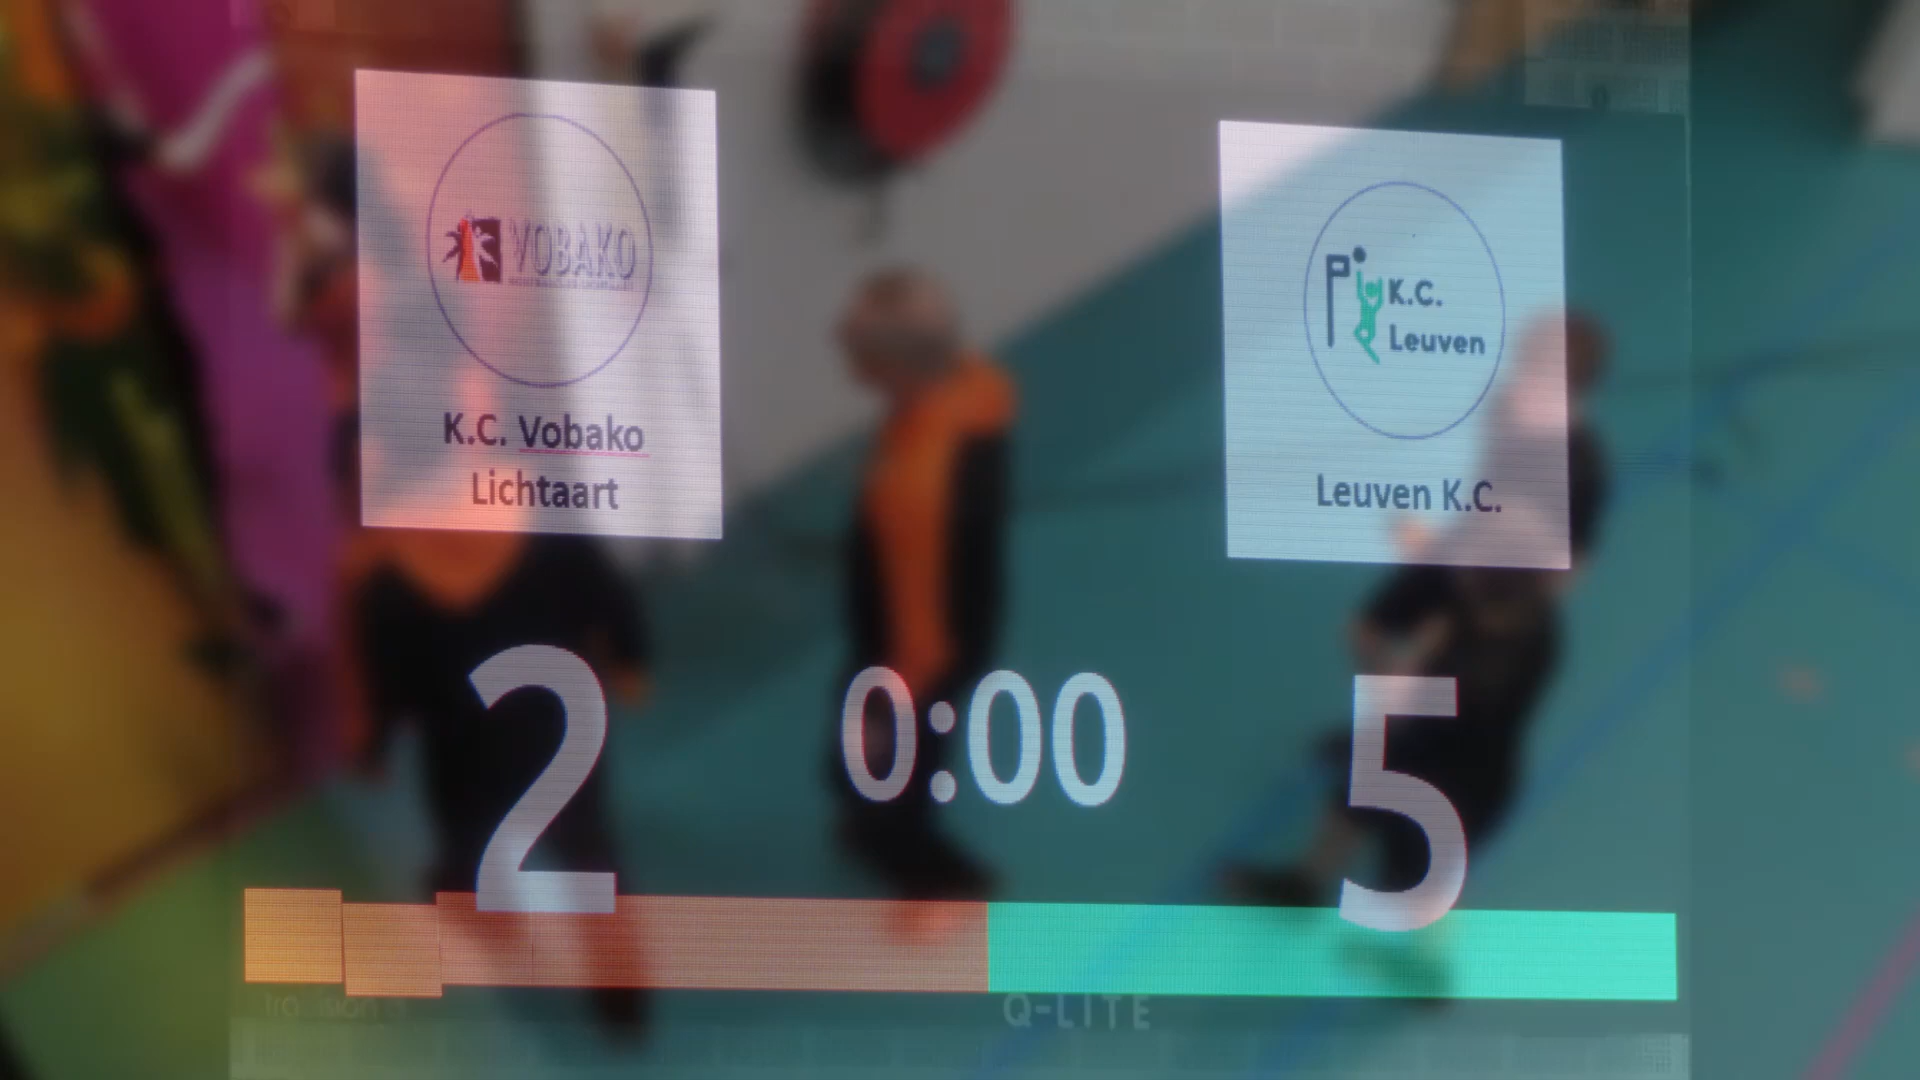 VOBAKO
K.C. Vobako
Lichtaart
K.C.
Leuven
Leuven K.C.
2
0:00
5
Q-LITE